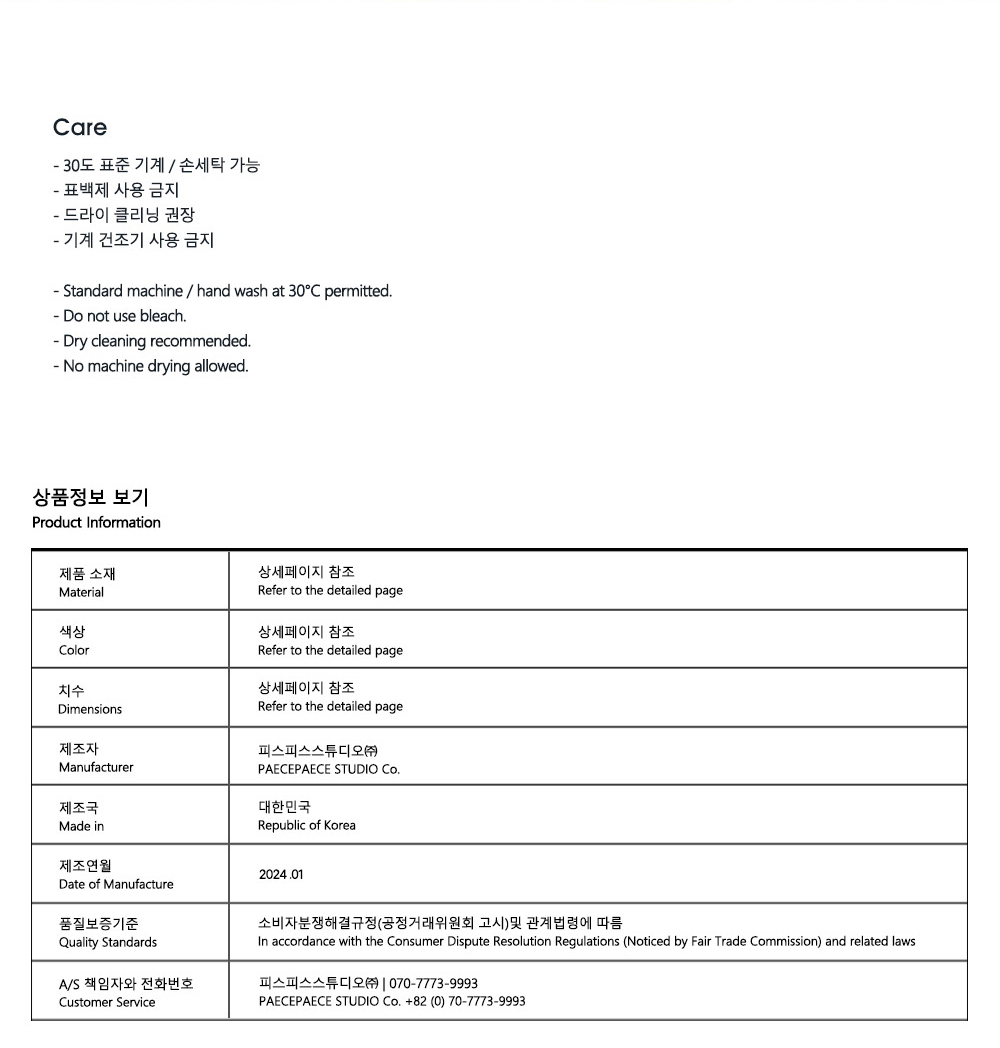 Care
- 30도 표준 기계 / 손세탁 가능
- 표백제 사용 금지
- 드라이 클리닝 권장
- 기계 건조기 사용 금지
- Standard machine / hand wash at 30°C permitted.
- Do not use bleach.
- Dry cleaning recommended.
- No machine drying allowed.
상품정보 보기
Product Information
제품 소재
Material
상세페이지 참조
Refer to the detailed page
색상
Color
상세페이지 참조
Refer to the detailed page
치수
Dimensions
상세페이지 참조
Refer to the detailed page
제조자
Manufacturer
피스피스스튜디오㈜
PAECEPAECE STUDIO Co.
제조국
Made in
대한민국
Republic of Korea
제조연월
Date of Manufacture
2024.01
품질보증기준
Quality Standards
소비자분쟁해결규정(공정거래위원회 고시)및 관계법령에 따름
In accordance with the Consumer Dispute Resolution Regulations (Noticed by Fair Trade Commission) and related laws
A/S 책임자와 전화번호
Customer Service
피스피스스튜디오㈜ | 070-7773-9993
PAECEPAECE STUDIO Co. +82 (0) 70-7773-9993